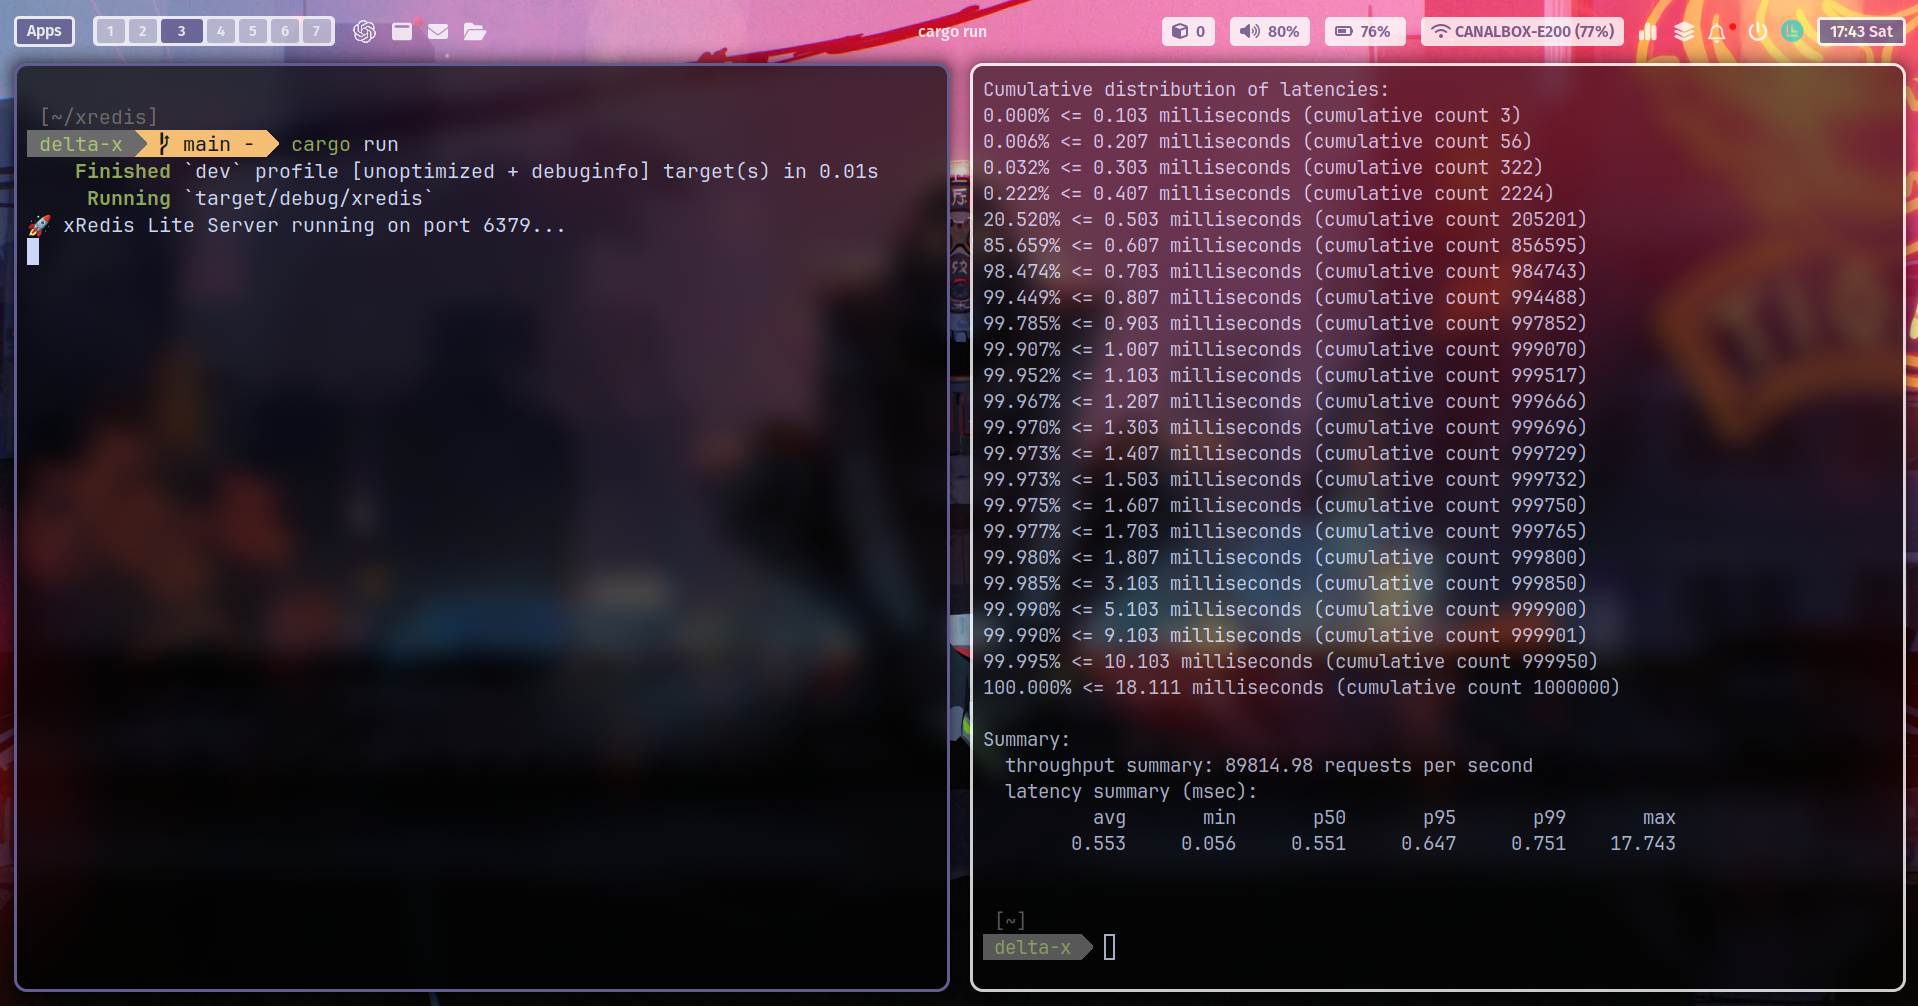 Apps 1 2 3 4 5 6 7 cargo run 0 80% 76% CANALBOX-E200 (77%) 17:43 Sat
[~/xredis]
delta-x main - cargo run
Finished `dev` profile [unoptimized + debuginfo] target(s) in 0.01s
Running `target/debug/xredis`
🚀 xRedis Lite Server running on port 6379...
Cumulative distribution of latencies:
0.000% <= 0.103 milliseconds (cumulative count 3)
0.006% <= 0.207 milliseconds (cumulative count 56)
0.032% <= 0.303 milliseconds (cumulative count 322)
0.222% <= 0.407 milliseconds (cumulative count 2224)
20.520% <= 0.503 milliseconds (cumulative count 205201)
85.659% <= 0.607 milliseconds (cumulative count 856595)
98.474% <= 0.703 milliseconds (cumulative count 984743)
99.449% <= 0.807 milliseconds (cumulative count 994488)
99.785% <= 0.903 milliseconds (cumulative count 997852)
99.907% <= 1.007 milliseconds (cumulative count 999070)
99.952% <= 1.103 milliseconds (cumulative count 999517)
99.967% <= 1.207 milliseconds (cumulative count 999666)
99.970% <= 1.303 milliseconds (cumulative count 999696)
99.973% <= 1.407 milliseconds (cumulative count 999729)
99.973% <= 1.503 milliseconds (cumulative count 999732)
99.975% <= 1.607 milliseconds (cumulative count 999750)
99.977% <= 1.703 milliseconds (cumulative count 999765)
99.980% <= 1.807 milliseconds (cumulative count 999800)
99.985% <= 3.103 milliseconds (cumulative count 999850)
99.990% <= 5.103 milliseconds (cumulative count 999900)
99.990% <= 9.103 milliseconds (cumulative count 999901)
99.995% <= 10.103 milliseconds (cumulative count 999950)
100.000% <= 18.111 milliseconds (cumulative count 1000000)
Summary:
throughput summary: 89814.98 requests per second
latency summary (msec):
avg min p50 p95 p99 max
0.553 0.056 0.551 0.647 0.751 17.743
[~]
delta-x